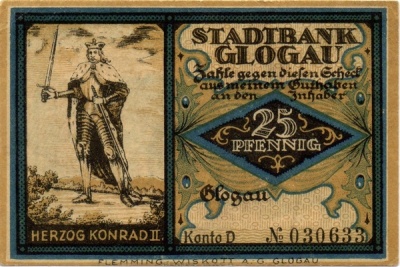 STADTBANK
GLOGAU
Zahle gegen diesen Scheck
aus meinem Guthaben
an den Inhaber
25
PFENNIG
Glogau
HERZOG KONRAD II.
Konto D № 030633
FLEMMING-WISKOTT A.G. GLOGAU